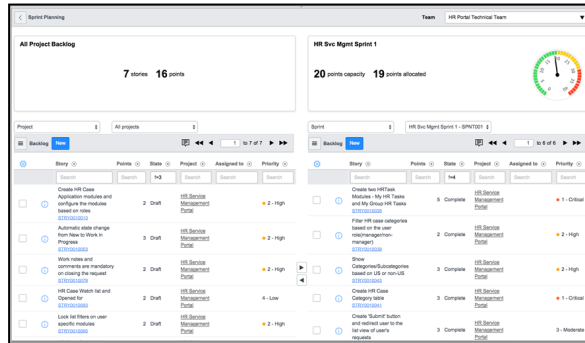 Sprint Planning
Team HR Portal Technical Team
All Project Backlog
7 stories 16 points
HR Svc Mgmt Sprint 1
20 points capacity 19 points allocated
Project All projects
Backlog New 1 to 7 of 7
Story Points State Project Assigned to Priority
Search Search !=3 Search Search Search
Create HR Case
Application modules and
configure the modules
based on roles
2 Draft
HR Service
Management
Portal
2 - High
Automatic state change
from New to Work in
Progress
3 Draft
HR Service
Management
Portal
2 - High
Work notes and
comments are mandatory
on closing the request
2 Draft
HR Service
Management
Portal
2 - High
HR Case Watch list and
Opened for
2 Draft
HR Service
Management
Portal
4 - Low
Lock list filters on user
specific modules
2 Draft
HR Service
Management
Portal
2 - High
Sprint HR Svc Mgmt Sprint 1 - SPNT001
Backlog New 1 to 6 of 6
Story Points State Project Assigned to Priority
Search Search !=4 Search Search Search
Create two HRTask
Modules - My HR Tasks
and My Group HR Tasks
5 Complete
HR Service
Management
Portal
1 - Critical
Filter HR case categories
based on the user
role(manager/non-
manager)
2 Complete
HR Service
Management
Portal
2 - High
Show
Categories/Subcategories
based on US or non-US
3 Complete
HR Service
Management
Portal
2 - High
Create HR Case
Category table
3 Complete
HR Service
Management
Portal
1 - Critical
Create 'Submit' button
and redirect user to the
list view of user's
requests
3 Complete
HR Service
Management
Portal
3 - Moderate